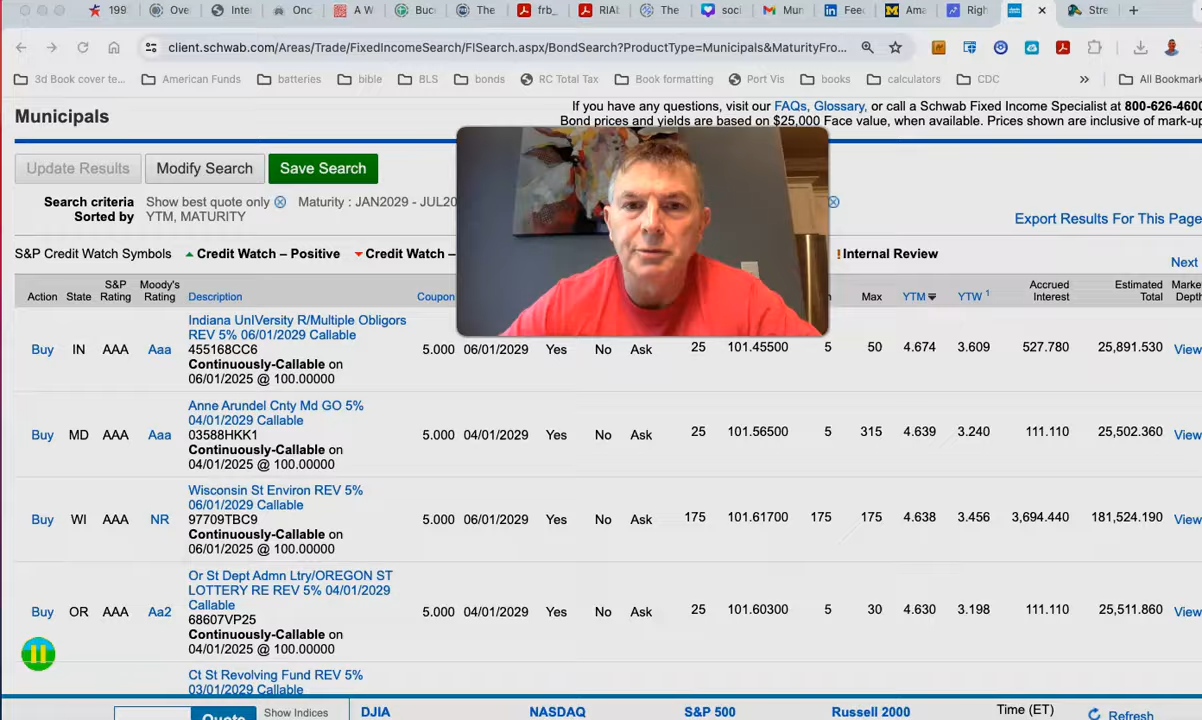 199
Ove
Inte
Onc
A W
Buc
The
frb_
RIAI
The
soci
Mun
Feec
Ama
Righ
Stre
client.schwab.com/Areas/Trade/FixedIncomeSearch/FISearch.aspx/BondSearch?ProductType=Municipals&MaturityFro...
3d Book cover te...
American Funds
batteries
bible
BLS
bonds
RC Total Tax
Book formatting
Port Vis
books
calculators
CDC
»
All Bookmark
If you have any questions, visit our FAQs, Glossary, or call a Schwab Fixed Income Specialist at 800-626-4600
Municipals
Bond prices and yields are based on $25,000 Face value, when available. Prices shown are inclusive of mark-up
Update Results
Modify Search
Save Search
Search criteria Show best quote only Maturity : JAN2029 - JUL20
Sorted by YTM, MATURITY
Export Results For This Page
S&P Credit Watch Symbols Credit Watch – Positive Credit Watch – !Internal Review
Next
Action State S&P Rating Moody's Rating Description Coupon Max YTM YTW 1 Accrued Interest Estimated Total Marke Depth
Indiana UnIVersity R/Multiple Obligors
REV 5% 06/01/2029 Callable
Buy IN AAA Aaa 455168CC6 5.000 06/01/2029 Yes No Ask 25 101.45500 5 50 4.674 3.609 527.780 25,891.530 View
Continuously-Callable on
06/01/2025 @ 100.00000
Anne Arundel Cnty Md GO 5%
04/01/2029 Callable
Buy MD AAA Aaa 03588HKK1 5.000 04/01/2029 Yes No Ask 25 101.56500 5 315 4.639 3.240 111.110 25,502.360 View
Continuously-Callable on
04/01/2025 @ 100.00000
Wisconsin St Environ REV 5%
06/01/2029 Callable
Buy WI AAA NR 97709TBC9 5.000 06/01/2029 Yes No Ask 175 101.61700 175 175 4.638 3.456 3,694.440 181,524.190 View
Continuously-Callable on
06/01/2025 @ 100.00000
Or St Dept Admn Ltry/OREGON ST
LOTTERY RE REV 5% 04/01/2029
Callable
Buy OR AAA Aa2 68607VP25 5.000 04/01/2029 Yes No Ask 25 101.60300 5 30 4.630 3.198 111.110 25,511.860 View
Continuously-Callable on
04/01/2025 @ 100.00000
Ct St Revolving Fund REV 5%
03/01/2029 Callable
Quote
Show Indices
DJIA
NASDAQ
S&P 500
Russell 2000
Time (ET)
Refresh